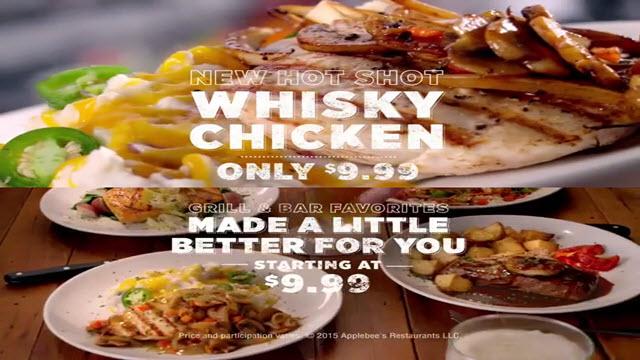 NEW HOT SHOT
WHISKY
CHICKEN
ONLY $9.99
GRILL & BAR FAVORITES
MADE A LITTLE
BETTER FOR YOU
STARTING AT
$9.99
Price and participation varies. © 2015 Applebee's Restaurants LLC.